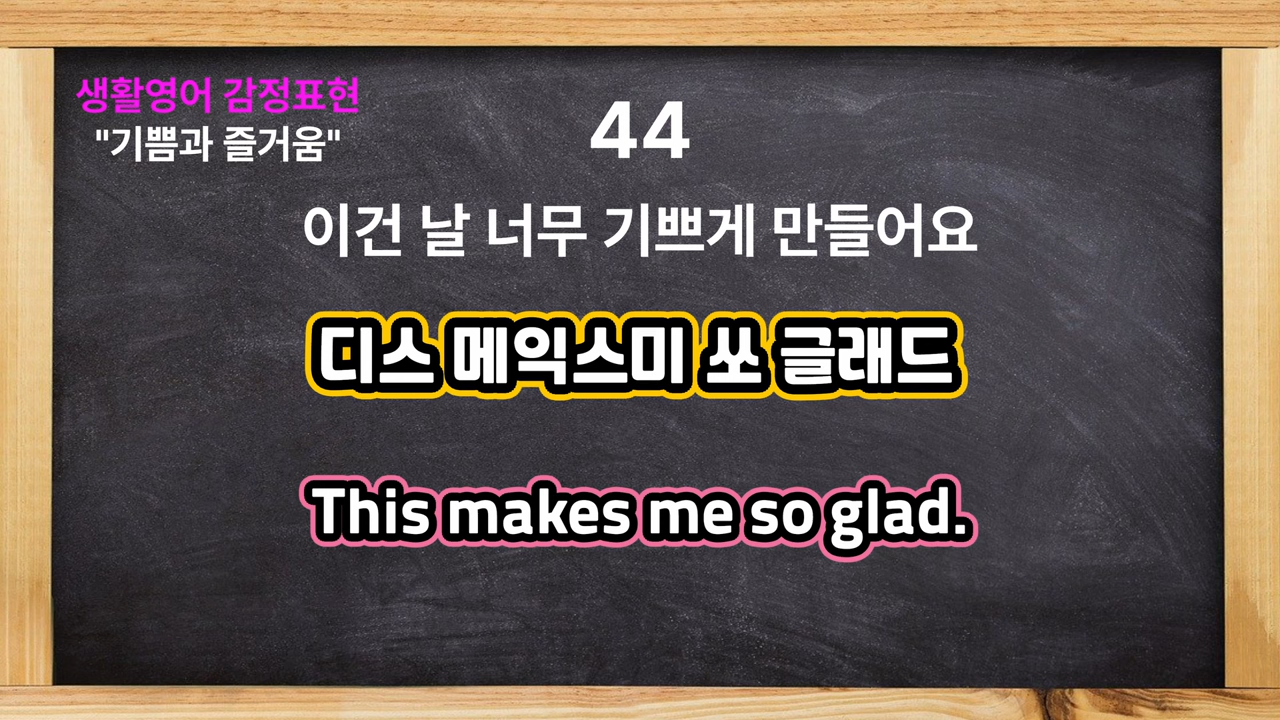 생활영어 감정표현
"기쁨과 즐거움"
44
이건 날 너무 기쁘게 만들어요
디스 메익스미 쏘 글래드
This makes me so glad.